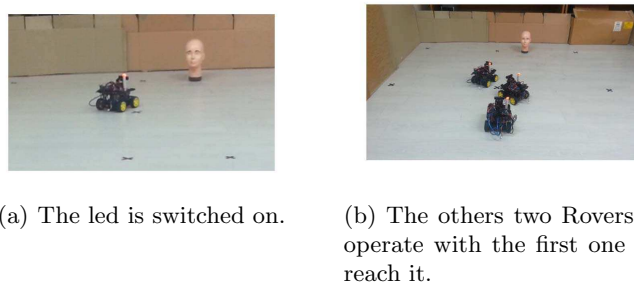 (a) The led is switched on.
(b) The others two Rovers
operate with the first one
reach it.